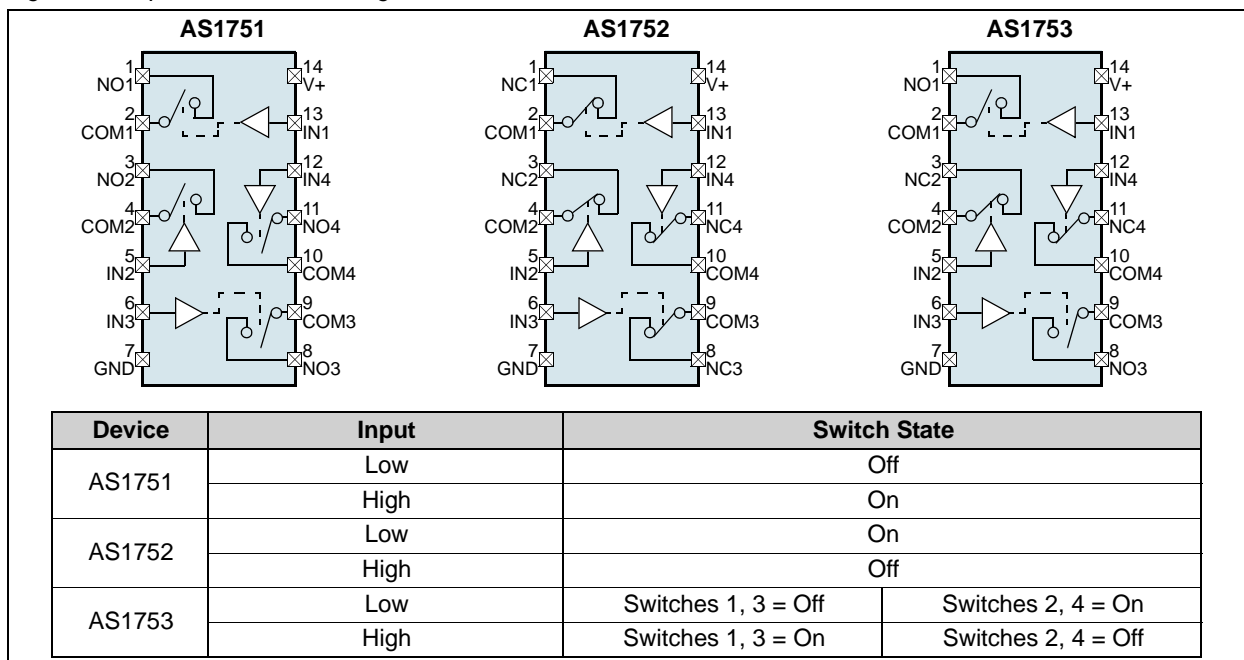 AS1751
AS1752
AS1753
1
NO1
2
COM1
3
NO2
4
COM2
5
IN2
6
IN3
7
GND
14
V+
13
IN1
12
IN4
11
NO4
10
COM4
9
COM3
8
NO3
1
NC1
2
COM1
3
NC2
4
COM2
5
IN2
6
IN3
7
GND
14
V+
13
IN1
12
IN4
11
NC4
10
COM4
9
COM3
8
NC3
1
NO1
2
COM1
3
NC2
4
COM2
5
IN2
6
IN3
7
GND
14
V+
13
IN1
12
IN4
11
NC4
10
COM4
9
COM3
8
NO3
Device Input Switch State
AS1751 Low Off
High On
AS1752 Low On
High Off
AS1753 Low Switches 1, 3 = Off Switches 2, 4 = On
High Switches 1, 3 = On Switches 2, 4 = Off